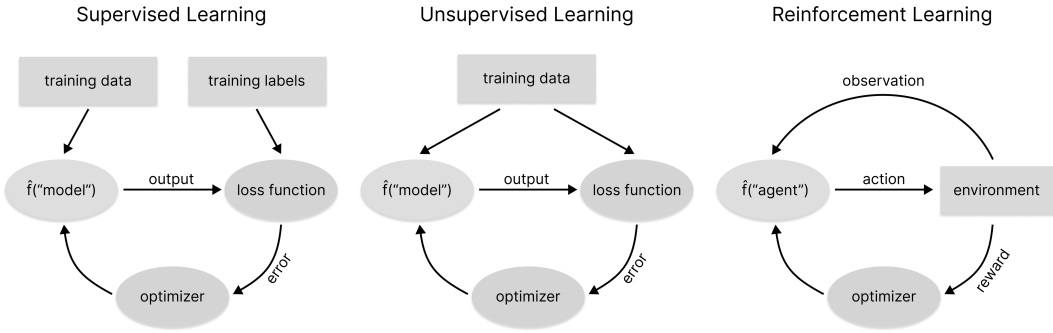 Supervised Learning
training data
training labels
f̂(“model”)
output
loss function
error
optimizer
Unsupervised Learning
training data
f̂(“model”)
output
loss function
error
optimizer
Reinforcement Learning
observation
f̂(“agent”)
action
environment
reward
optimizer